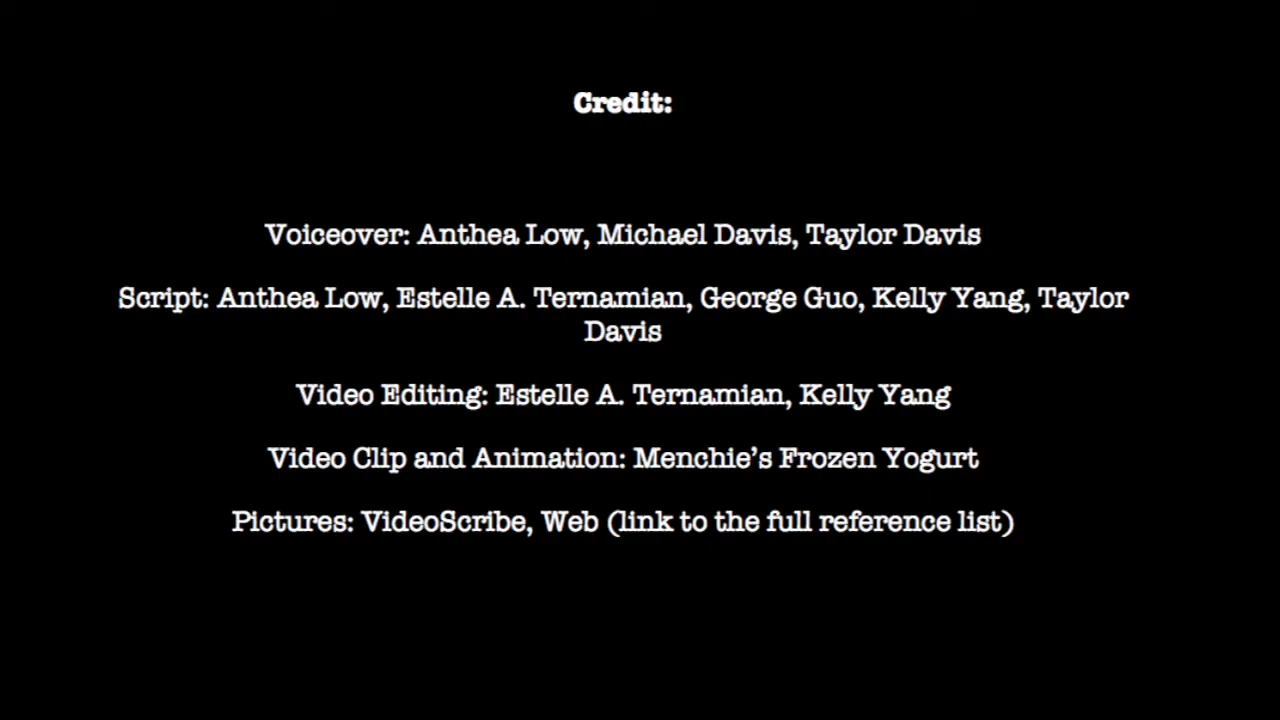 Credit:
Voiceover: Anthea Low, Michael Davis, Taylor Davis
Script: Anthea Low, Estelle A. Ternamian, George Guo, Kelly Yang, Taylor
Davis
Video Editing: Estelle A. Ternamian, Kelly Yang
Video Clip and Animation: Menchie’s Frozen Yogurt
Pictures: VideoScribe, Web (link to the full reference list)